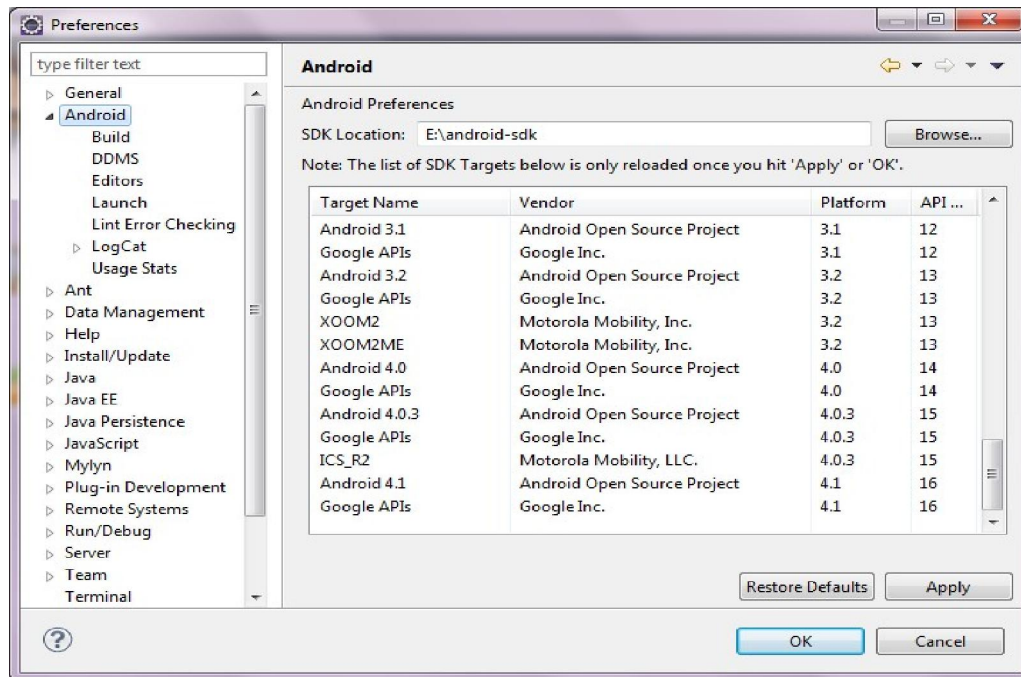 Preferences
type filter text
General
Android
Build
DDMS
Editors
Launch
Lint Error Checking
LogCat
Usage Stats
Ant
Data Management
Help
Install/Update
Java
Java EE
Java Persistence
JavaScript
Mylyn
Plug-in Development
Remote Systems
Run/Debug
Server
Team
Terminal
Android
Android Preferences
SDK Location: E:\android-sdk Browse...
Note: The list of SDK Targets below is only reloaded once you hit 'Apply' or 'OK'.
Target Name Vendor Platform API ...
Android 3.1 Android Open Source Project 3.1 12
Google APIs Google Inc. 3.1 12
Android 3.2 Android Open Source Project 3.2 13
Google APIs Google Inc. 3.2 13
XOOM2 Motorola Mobility, Inc. 3.2 13
XOOM2ME Motorola Mobility, Inc. 3.2 13
Android 4.0 Android Open Source Project 4.0 14
Google APIs Google Inc. 4.0 14
Android 4.0.3 Android Open Source Project 4.0.3 15
Google APIs Google Inc. 4.0.3 15
ICS_R2 Motorola Mobility, LLC. 4.0.3 15
Android 4.1 Android Open Source Project 4.1 16
Google APIs Google Inc. 4.1 16
Restore Defaults Apply
? OK Cancel